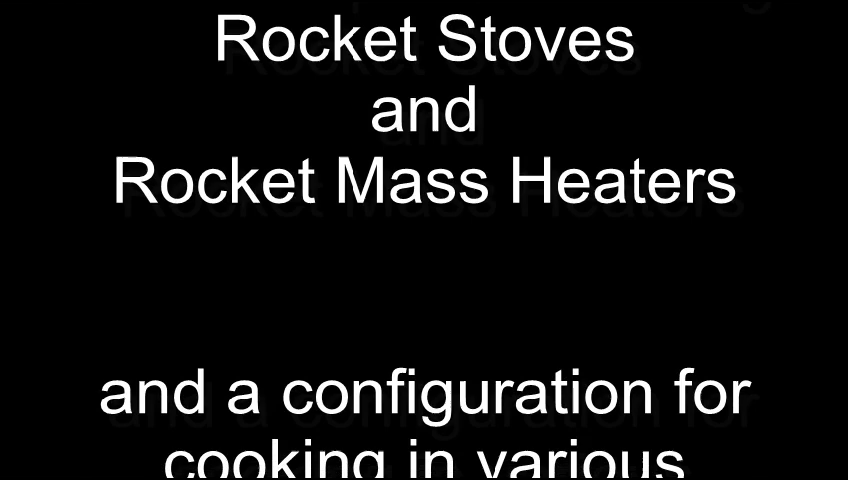 Rocket Stoves
and
Rocket Mass Heaters
and a configuration for
cooking in various